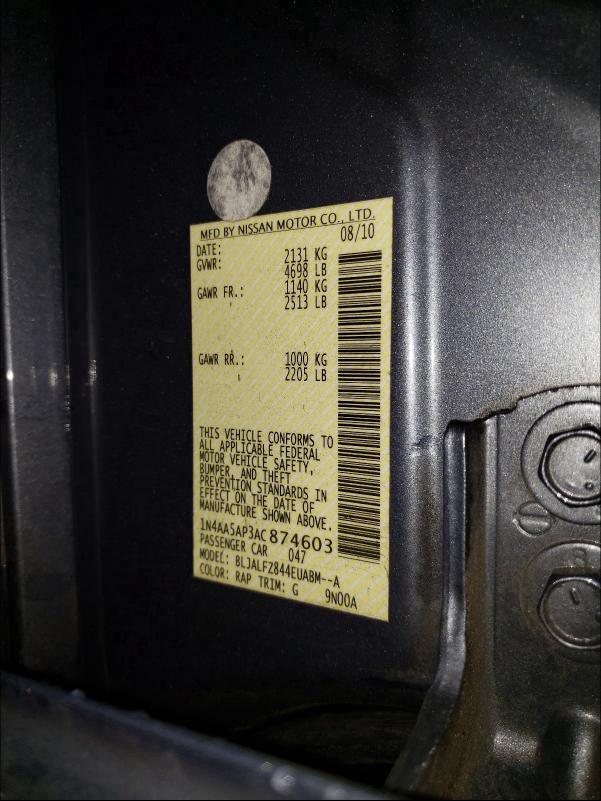 MFD BY NISSAN MOTOR CO., LTD.
DATE: 08/10
GVWR: 2131 KG
4698 LB
GAWR FR.: 1140 KG
2513 LB
GAWR RR.: 1000 KG
2205 LB
THIS VEHICLE CONFORMS TO
ALL APPLICABLE FEDERAL
MOTOR VEHICLE SAFETY,
BUMPER, AND THEFT
PREVENTION STANDARDS IN
EFFECT ON THE DATE OF
MANUFACTURE SHOWN ABOVE.
1N4AA5AP3AC874603
PASSENGER CAR 047
MODEL: BLJALFZ844EUABM--A
COLOR: RAP TRIM: G 9N00A